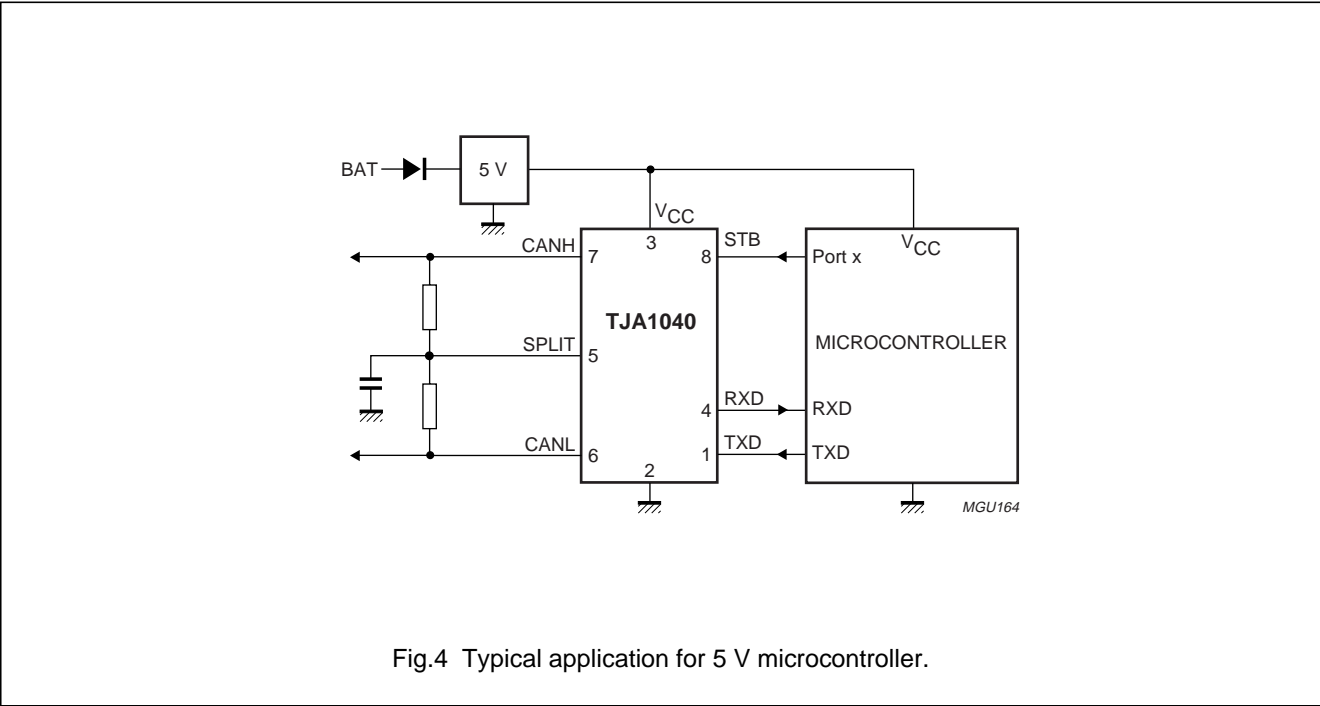 BAT
5 V
VCC
CANH
3
STB
VCC
7
8
Port x
TJA1040
SPLIT
5
MICROCONTROLLER
RXD
4
RXD
CANL
TXD
6
1
TXD
2
MGU164
Fig.4 Typical application for 5 V microcontroller.